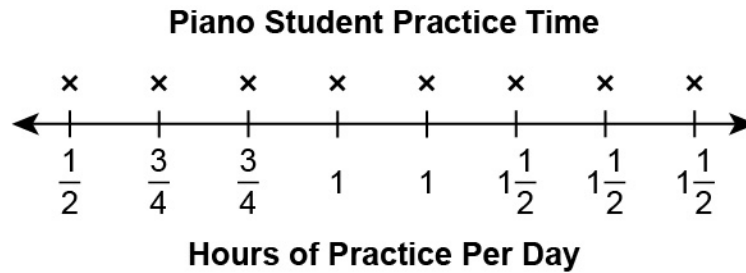 Piano Student Practice Time
× × × × × × × ×
1/2 3/4 3/4 1 1 1 1/2 1 1/2 1 1/2
Hours of Practice Per Day